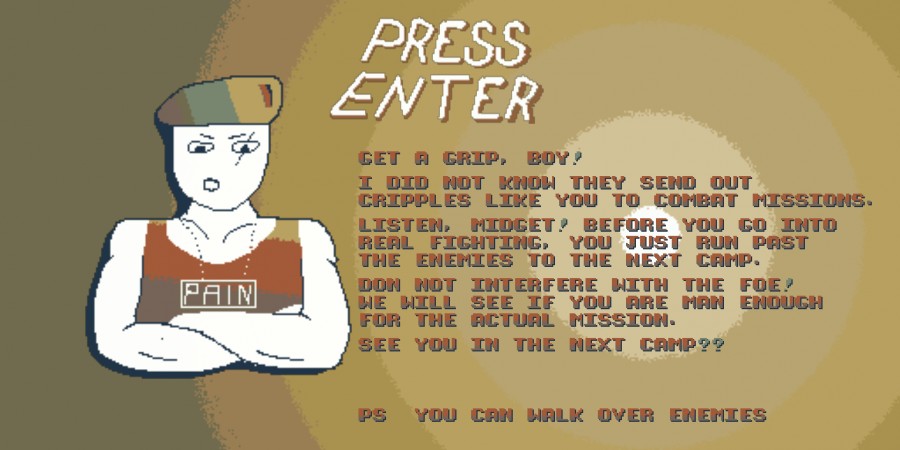 PRESS
ENTER
GET A GRIP, BOY!
I DID NOT KNOW THEY SEND OUT
CRIPPLES LIKE YOU TO COMBAT MISSIONS.
LISTEN, MIDGET! BEFORE YOU GO INTO
REAL FIGHTING, YOU JUST RUN PAST
THE ENEMIES TO THE NEXT CAMP.
DON NOT INTERFERE WITH THE FOE!
WE WILL SEE IF YOU ARE MAN ENOUGH
FOR THE ACTUAL MISSION.
SEE YOU IN THE NEXT CAMP??
PAIN
PS YOU CAN WALK OVER ENEMIES